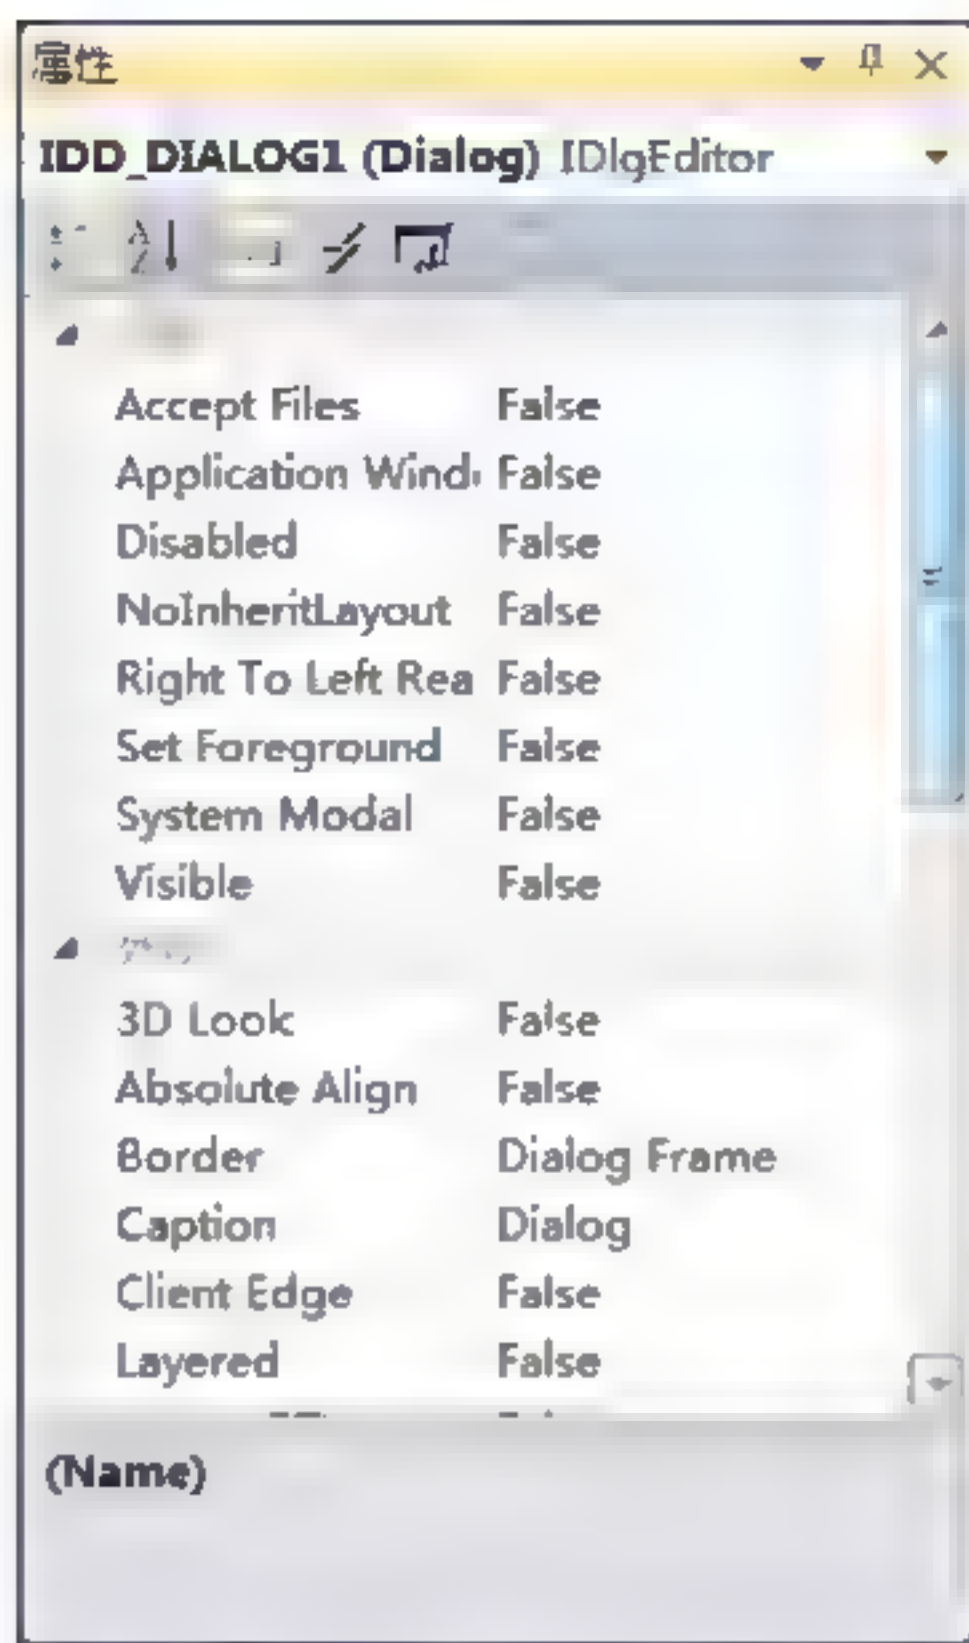 属性
IDD_DIALOG1 (Dialog) IDlgEditor
Accept Files False
Application Wind False
Disabled False
NoInheritLayout False
Right To Left Rea False
Set Foreground False
System Modal False
Visible False
3D Look False
Absolute Align False
Border Dialog Frame
Caption Dialog
Client Edge False
Layered False
(Name)